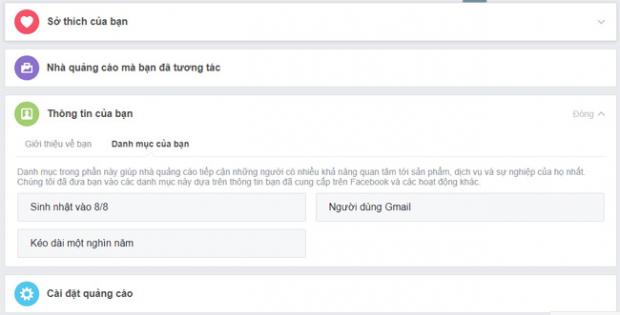 Sở thích của bạn
Nhà quảng cáo mà bạn đã tương tác
Thông tin của bạn
Đóng
Giới thiệu về bạn
Danh mục của bạn
Danh mục trong phần này giúp nhà quảng cáo tiếp cận những người có nhiều khả năng quan tâm tới sản phẩm, dịch vụ và sự nghiệp của họ nhất.
Chúng tôi đã đưa bạn vào các danh mục này dựa trên thông tin bạn đã cung cấp trên Facebook và các hoạt động khác.
Sinh nhật vào 8/8
Người dùng Gmail
Kéo dài một nghìn năm
Cài đặt quảng cáo